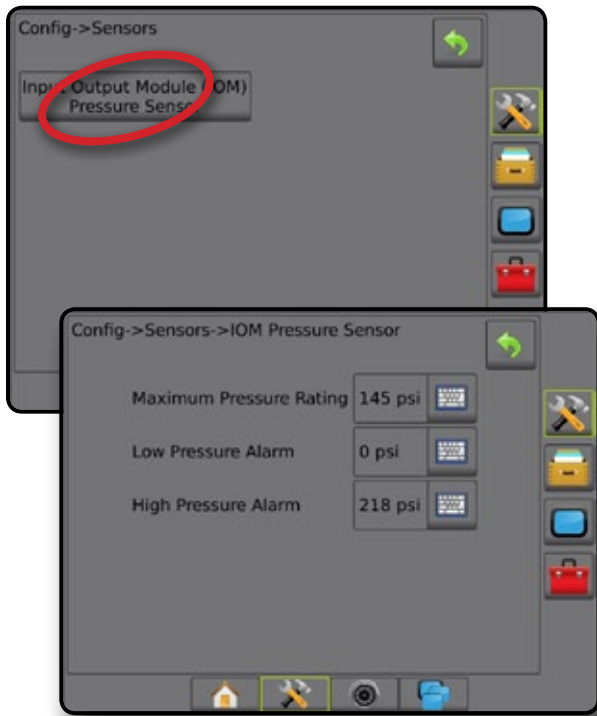 Config->Sensors
Input Output Module (IOM)
Pressure Sensor
Config->Sensors->IOM Pressure Sensor
Maximum Pressure Rating 145 psi
Low Pressure Alarm 0 psi
High Pressure Alarm 218 psi